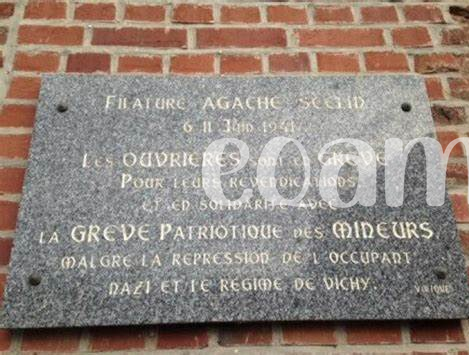 FILATURE AGACHE SECLIN
6 11 JUIN 1941
LES OUVRIÈRES SONT EN GRÈVE
POUR LEURS REVENDICATIONS
ET EN SOLIDARITÉ AVEC
LA GRÈVE PATRIOTIQUE DES MINEURS,
MALGRÉ LA REPRESSION DE L'OCCUPANT
NAZI ET LE RÉGIME DE VICHY.